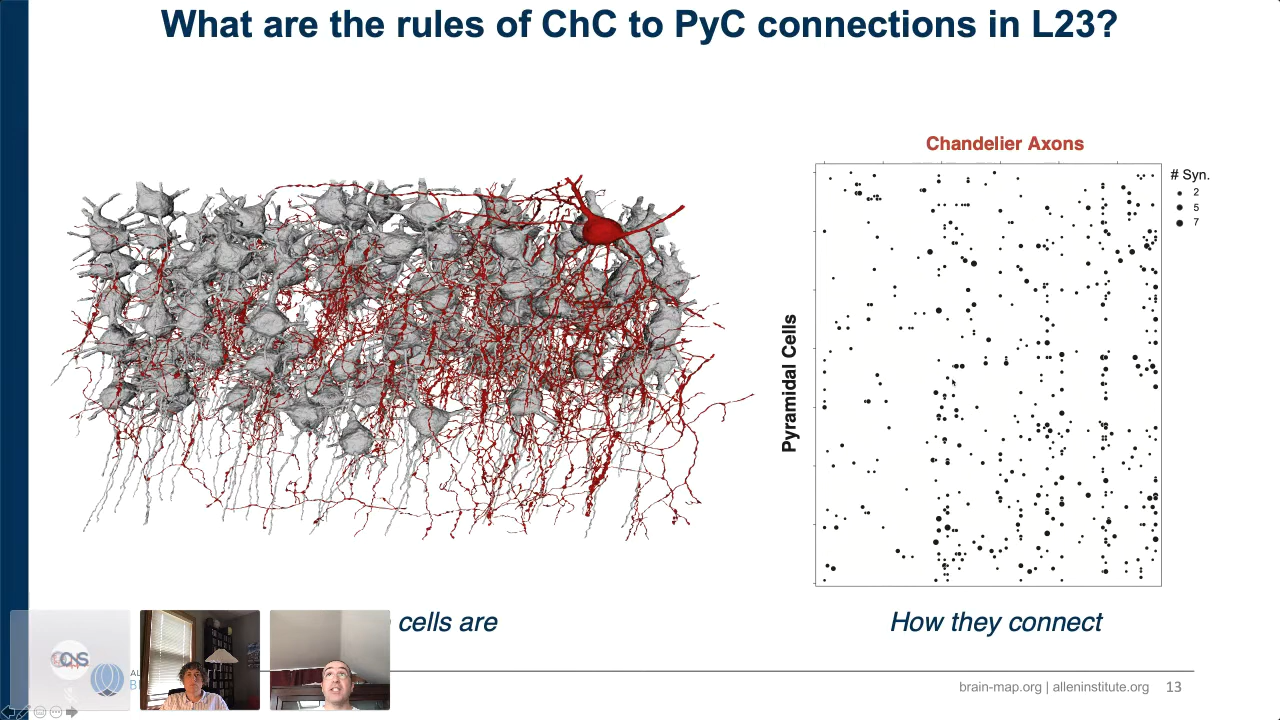 What are the rules of ChC to PyC connections in L23?
Chandelier Axons
# Syn.
2
5
7
Pyramidal Cells
cells are
How they connect
brain-map.org | alleninstitute.org 13